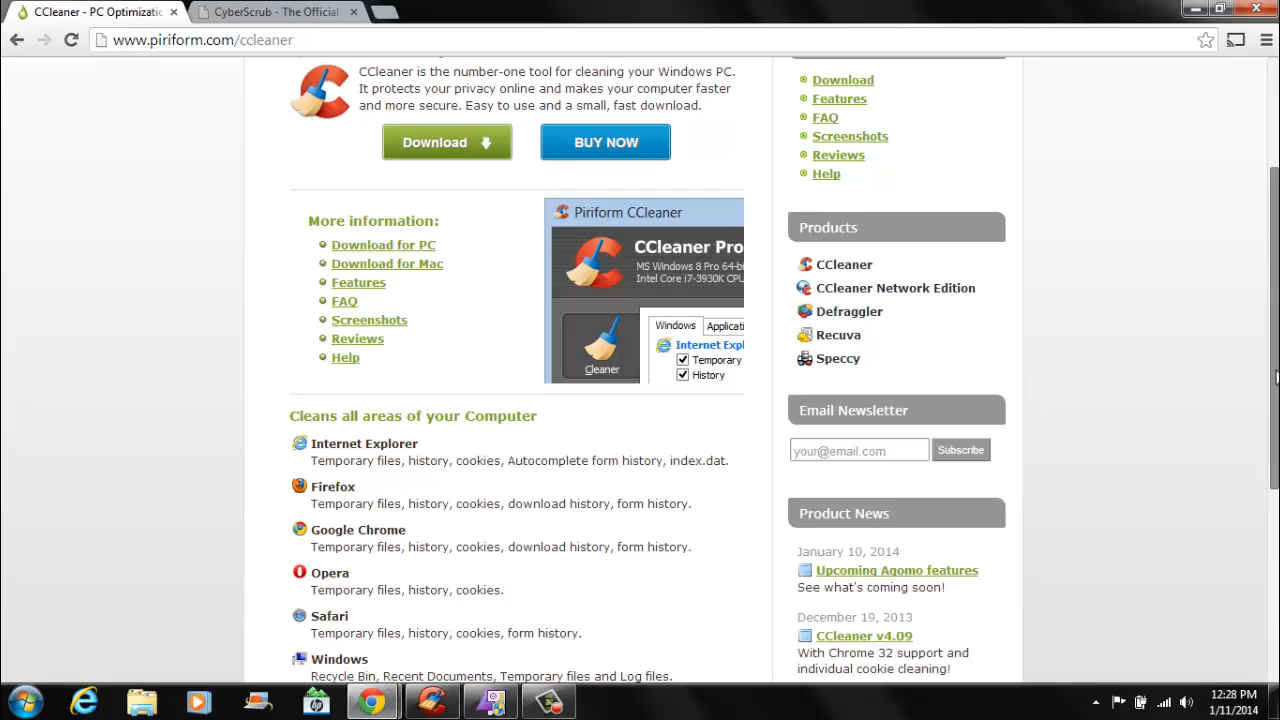 CCleaner - PC Optimizati
CyberScrub - The Official
www.piriform.com/ccleaner
CCleaner is the number-one tool for cleaning your Windows PC.
It protects your privacy online and makes your computer faster
and more secure. Easy to use and a small, fast download.
Download
BUY NOW
More information:
Download for PC
Download for Mac
Features
FAQ
Screenshots
Reviews
Help
Piriform CCleaner
CCleaner Pro
MS Windows 8 Pro 64-bi
Intel Core i7-3930K CPU
Cleaner
Windows
Applicati
Internet Expl
Temporary
History
Cleans all areas of your Computer
Internet Explorer
Temporary files, history, cookies, Autocomplete form history, index.dat.
Firefox
Temporary files, history, cookies, download history, form history.
Google Chrome
Temporary files, history, cookies, download history, form history.
Opera
Temporary files, history, cookies.
Safari
Temporary files, history, cookies, form history.
Windows
Recycle Bin, Recent Documents, Temporary files and Log files.
Download
Features
FAQ
Screenshots
Reviews
Help
Products
CCleaner
CCleaner Network Edition
Defraggler
Recuva
Speccy
Email Newsletter
your@email.com
Subscribe
Product News
January 10, 2014
Upcoming Agomo features
See what's coming soon!
December 19, 2013
CCleaner v4.09
With Chrome 32 support and
individual cookie cleaning!
12:28 PM
1/11/2014